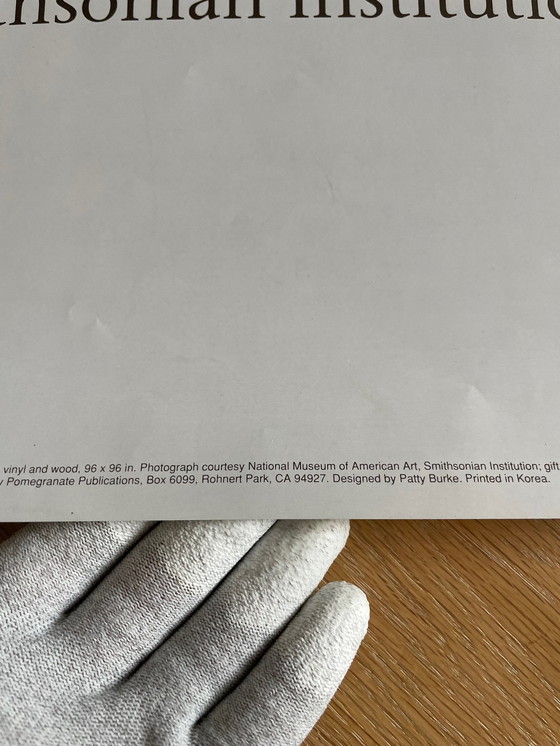 nsonian Institutio
vinyl and wood, 96 x 96 in. Photograph courtesy National Museum of American Art, Smithsonian Institution; gift
y Pomegranate Publications, Box 6099, Rohnert Park, CA 94927. Designed by Patty Burke. Printed in Korea.